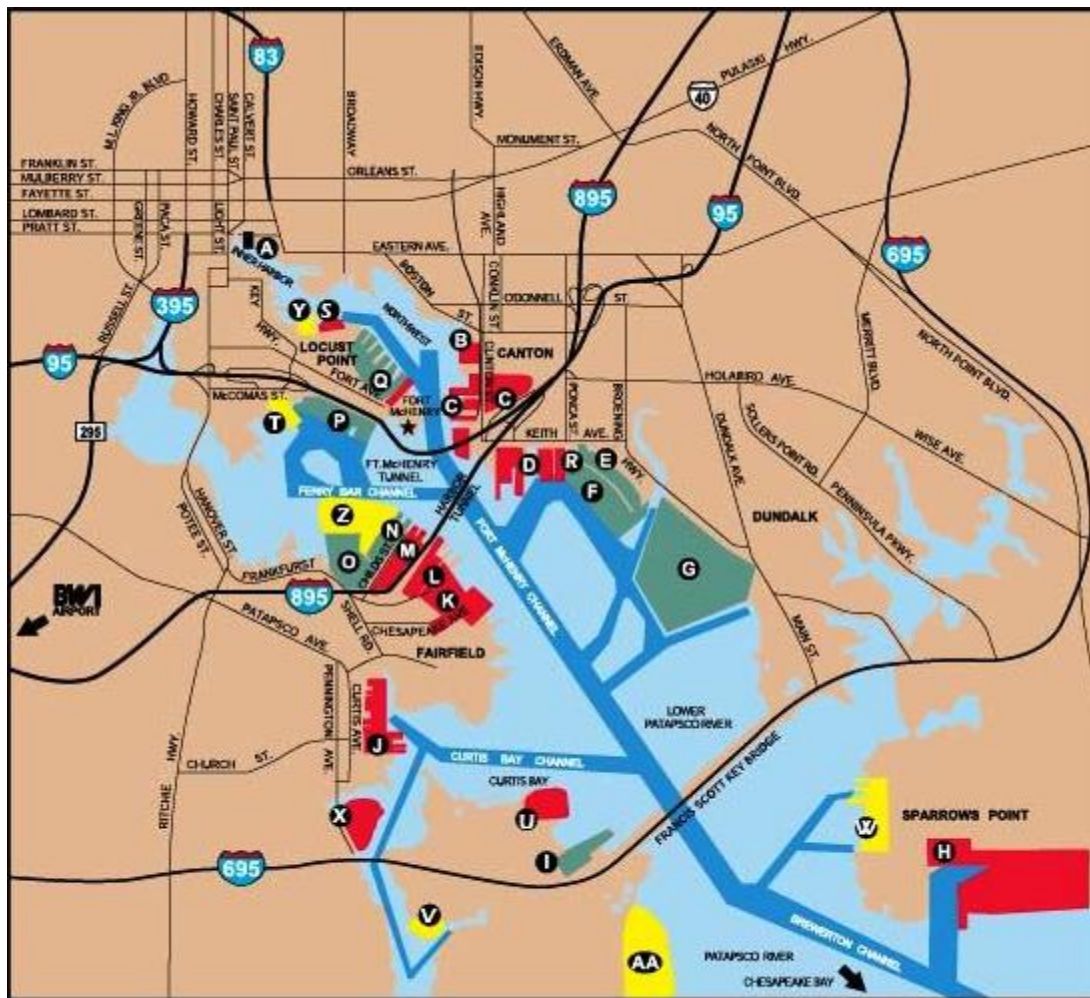 83
M.L KING JR. BLVD
HOWARD ST.
CHARLES ST.
SAINT PAUL ST.
CALVERT ST.
BROADWAY
EDISON HWY
ERDMAN AVE.
PULASKI HWY.
40
MONUMENT ST.
NORTH POINT BLVD.
FRANKLIN ST.
MULBERRY ST.
FAYETTE ST.
ORLEANS ST.
895
95
LOMBARD ST.
PRATT ST.
GREENE ST.
PACA ST.
LIGHT ST.
HIGHLAND AVE.
695
A
INNER HARBOR
EASTERN AVE.
BOSTON ST.
CONKLIN ST.
O'DONNELL ST.
395
RUSSELL ST.
KEY HWY.
Y
S
NORTHWEST
B
CANTON
LOCUST POINT
MERRITT BLVD.
NORTH POINT BLVD.
95
FORT AVE.
Q
CLINTON ST.
C
C
HOLABIRD AVE.
McCOMAS ST.
FORT McHENRY
PONCA ST.
BROENING HWY
295
T
P
KEITH AVE.
DUNDALK AVE.
SOLLERS POINT RD.
WISE AVE.
FT. McHENRY TUNNEL
HARBOR TUNNEL
D
R
E
F
PENNINSULA PKWY.
FERRY BAR CHANNEL
FORT McHENRY CHANNEL
DUNDALK
HANOVER ST.
POTEE ST.
Z
N
M
O
CHILDS ST.
L
K
G
FRANKFURST
895
BWI
AIRPORT
PATAPSCO AVE.
SHELL RD.
FAIRFIELD
MAIN ST.
PENNINGTON AVE.
CURTIS AVE.
LOWER
PATAPSCO RIVER
J
CHURCH ST.
RITCHIE HWY
CURTIS BAY CHANNEL
CURTIS BAY
FRANCIS SCOTT KEY BRIDGE
X
U
W
SPARROWS POINT
H
695
I
V
BREWERTON CHANNEL
AA
PATAPSCO RIVER
CHESAPEAKE BAY